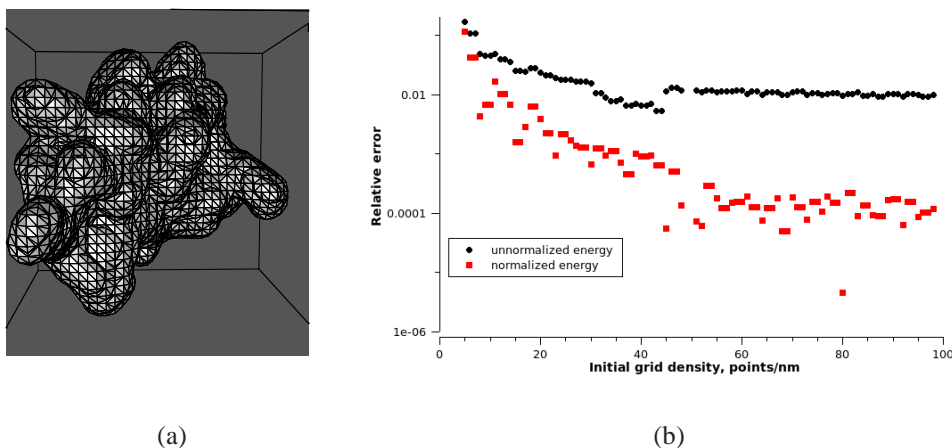 0.01
0.0001
1e-06
Relative error
unnormalized energy
normalized energy
0 20 40 60 80 100
Initial grid density, points/nm
(a) (b)